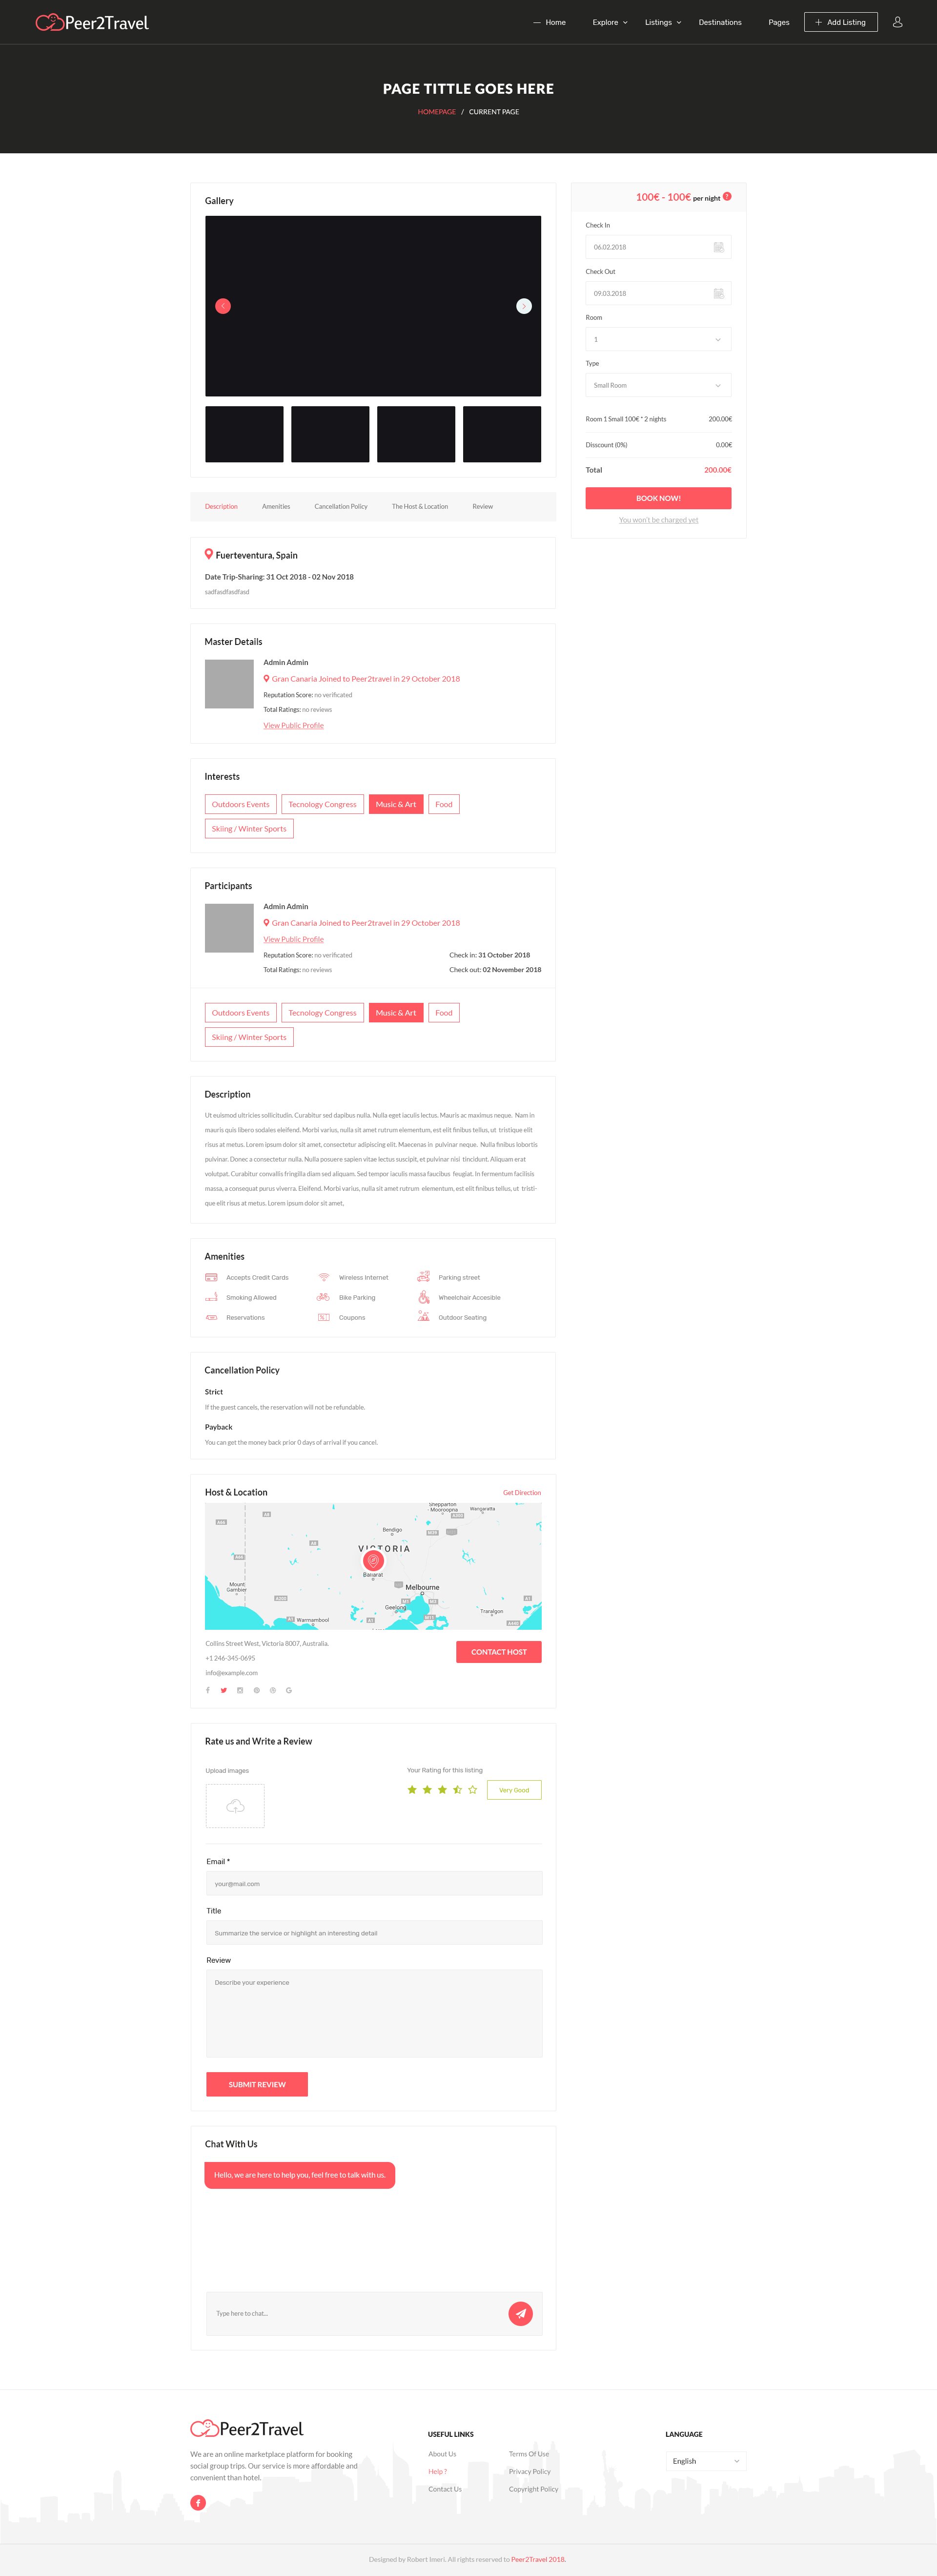 Peer2Travel
Home Explore Listings Destinations Pages Add Listing
PAGE TITTLE GOES HERE
HOMEPAGE / CURRENT PAGE
Gallery
Description Amenities Cancellation Policy The Host & Location Review
Fuerteventura, Spain
Date Trip-Sharing: 31 Oct 2018 - 02 Nov 2018
sadfasdfasdfasd
Master Details
Admin Admin
Gran Canaria Joined to Peer2travel in 29 October 2018
Reputation Score: no verificated
Total Ratings: no reviews
View Public Profile
Interests
Outdoors Events Tecnology Congress Music & Art Food
Skiing / Winter Sports
Participants
Admin Admin
Gran Canaria Joined to Peer2travel in 29 October 2018
View Public Profile
Reputation Score: no verificated Check in: 31 October 2018
Total Ratings: no reviews Check out: 02 November 2018
Outdoors Events Tecnology Congress Music & Art Food
Skiing / Winter Sports
Description
Ut euismod ultricies sollicitudin. Curabitur sed dapibus nulla. Nulla eget iaculis lectus. Mauris ac maximus neque. Nam in
mauris quis libero sodales eleifend. Morbi varius, nulla sit amet rutrum elementum, est elit finibus tellus, ut tristique elit
risus at metus. Lorem ipsum dolor sit amet, consectetur adipiscing elit. Maecenas in pulvinar neque. Nulla finibus lobortis
pulvinar. Donec a consectetur nulla. Nulla posuere sapien vitae lectus suscipit, et pulvinar nisi tincidunt. Aliquam erat
volutpat. Curabitur convallis fringilla diam sed aliquam. Sed tempor iaculis massa faucibus feugiat. In fermentum facilisis
massa, a consequat purus viverra. Eleifend. Morbi varius, nulla sit amet rutrum elementum, est elit finibus tellus, ut tristi-
que elit risus at metus. Lorem ipsum dolor sit amet,
Amenities
Accepts Credit Cards Wireless Internet Parking street
Smoking Allowed Bike Parking Wheelchair Accesible
Reservations Coupons Outdoor Seating
Cancellation Policy
Strict
If the guest cancels, the reservation will not be refundable.
Payback
You can get the money back prior 0 days of arrival if you cancel.
Host & Location Get Direction
Shepparton
- Mooroopna
Wangaratta
Bendigo
VICTORIA
Ballarat
Mount
Gambier
Melbourne
Geelong
Traralgon
Warrnambool
Collins Street West, Victoria 8007, Australia.
+1 246-345-0695
info@example.com
CONTACT HOST
Rate us and Write a Review
Upload images
Your Rating for this listing
Very Good
Email *
your@mail.com
Title
Summarize the service or highlight an interesting detail
Review
Describe your experience
SUBMIT REVIEW
Chat With Us
Hello, we are here to help you, feel free to talk with us.
Type here to chat...
100€ - 100€ per night
Check In
06.02.2018
Check Out
09.03.2018
Room
1
Type
Small Room
Room 1 Small 100€ * 2 nights 200.00€
Disscount (0%) 0.00€
Total 200.00€
BOOK NOW!
You won't be charged yet
Peer2Travel
We are an online marketplace platform for booking
social group trips. Our service is more affordable and
convenient than hotel.
USEFUL LINKS
About Us Terms Of Use
Help ? Privacy Policy
Contact Us Copyright Policy
LANGUAGE
English
Designed by Robert Imeri. All rights reserved to Peer2Travel 2018.